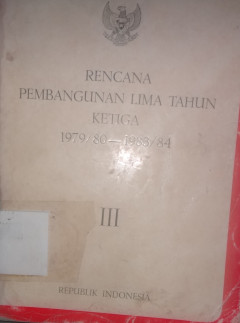 RENCANA
PEMBANGUNAN LIMA TAHUN
KETIGA
1979/80—1983/84
III
REPUBLIK INDONESIA